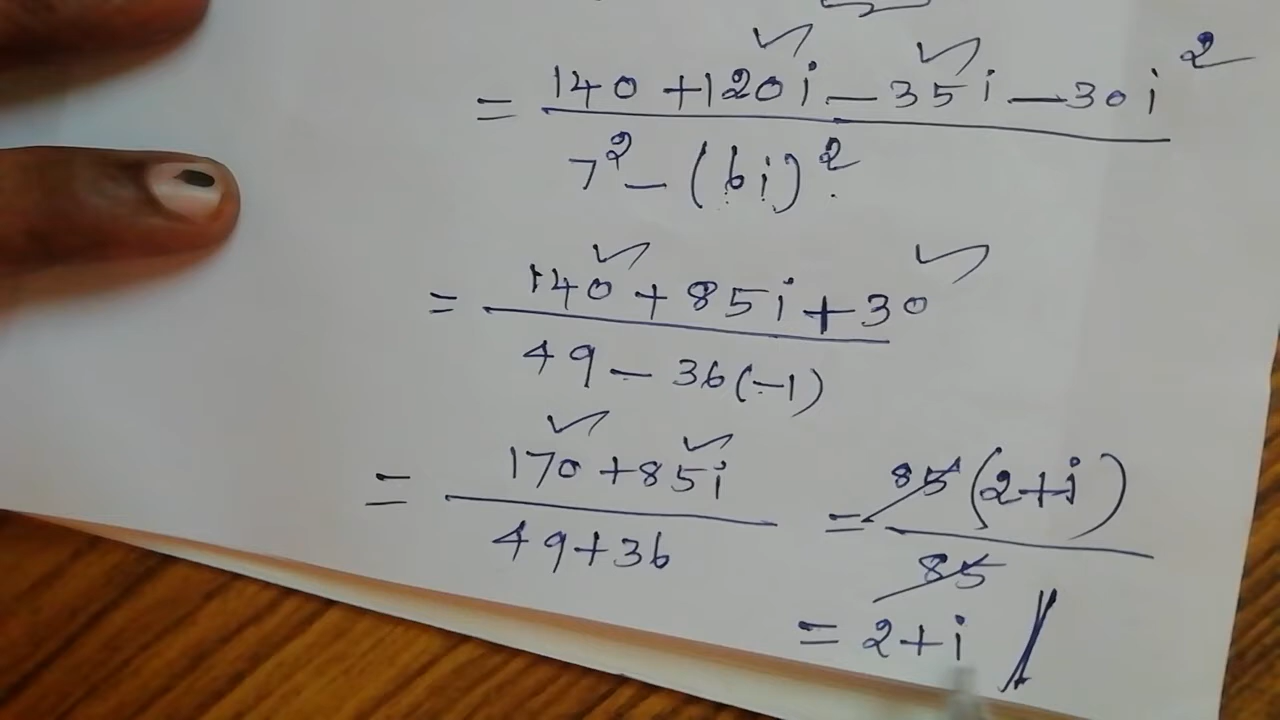 = 140 + 120i - 35i - 30i²
7² - (6i)²
= 140 + 85i + 30
49 - 36(-1)
= 170 + 85i
49 + 36
= 85(2+i)
85
= 2+i